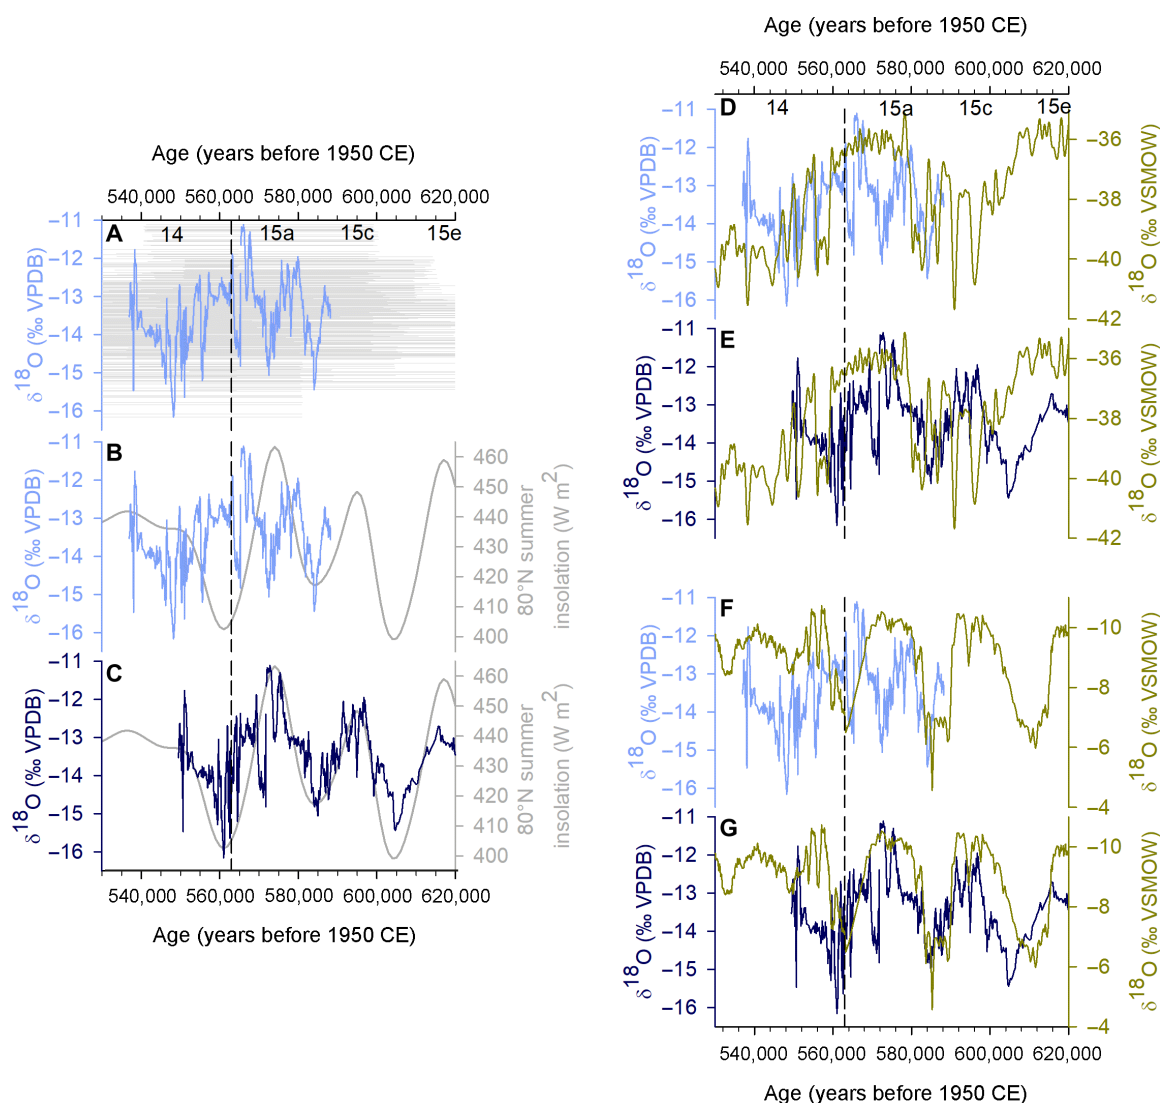 Age (years before 1950 CE)
540,000 560,000 580,000 600,000 620,000
A
14 15a 15c 15e
−11
−12
−13
−14
−15
−16
δ18O (‰ VPDB)
B
−11
−12
−13
−14
−15
−16
δ18O (‰ VPDB)
460
450
440
430
420
410
400
80°N summer
insolation (W m2)
C
−11
−12
−13
−14
−15
−16
δ18O (‰ VPDB)
460
450
440
430
420
410
400
80°N summer
insolation (W m2)
540,000 560,000 580,000 600,000 620,000
Age (years before 1950 CE)
Age (years before 1950 CE)
540,000 560,000 580,000 600,000 620,000
D
14 15a 15c 15e
−11
−12
−13
−14
−15
−16
δ18O (‰ VPDB)
−36
−38
−40
−42
δ18O (‰ VSMOW)
E
−11
−12
−13
−14
−15
−16
δ18O (‰ VPDB)
−36
−38
−40
−42
δ18O (‰ VSMOW)
F
−11
−12
−13
−14
−15
−16
δ18O (‰ VPDB)
−10
−8
−6
−4
δ18O (‰ VSMOW)
G
−11
−12
−13
−14
−15
−16
δ18O (‰ VPDB)
−10
−8
−6
−4
δ18O (‰ VSMOW)
540,000 560,000 580,000 600,000 620,000
Age (years before 1950 CE)